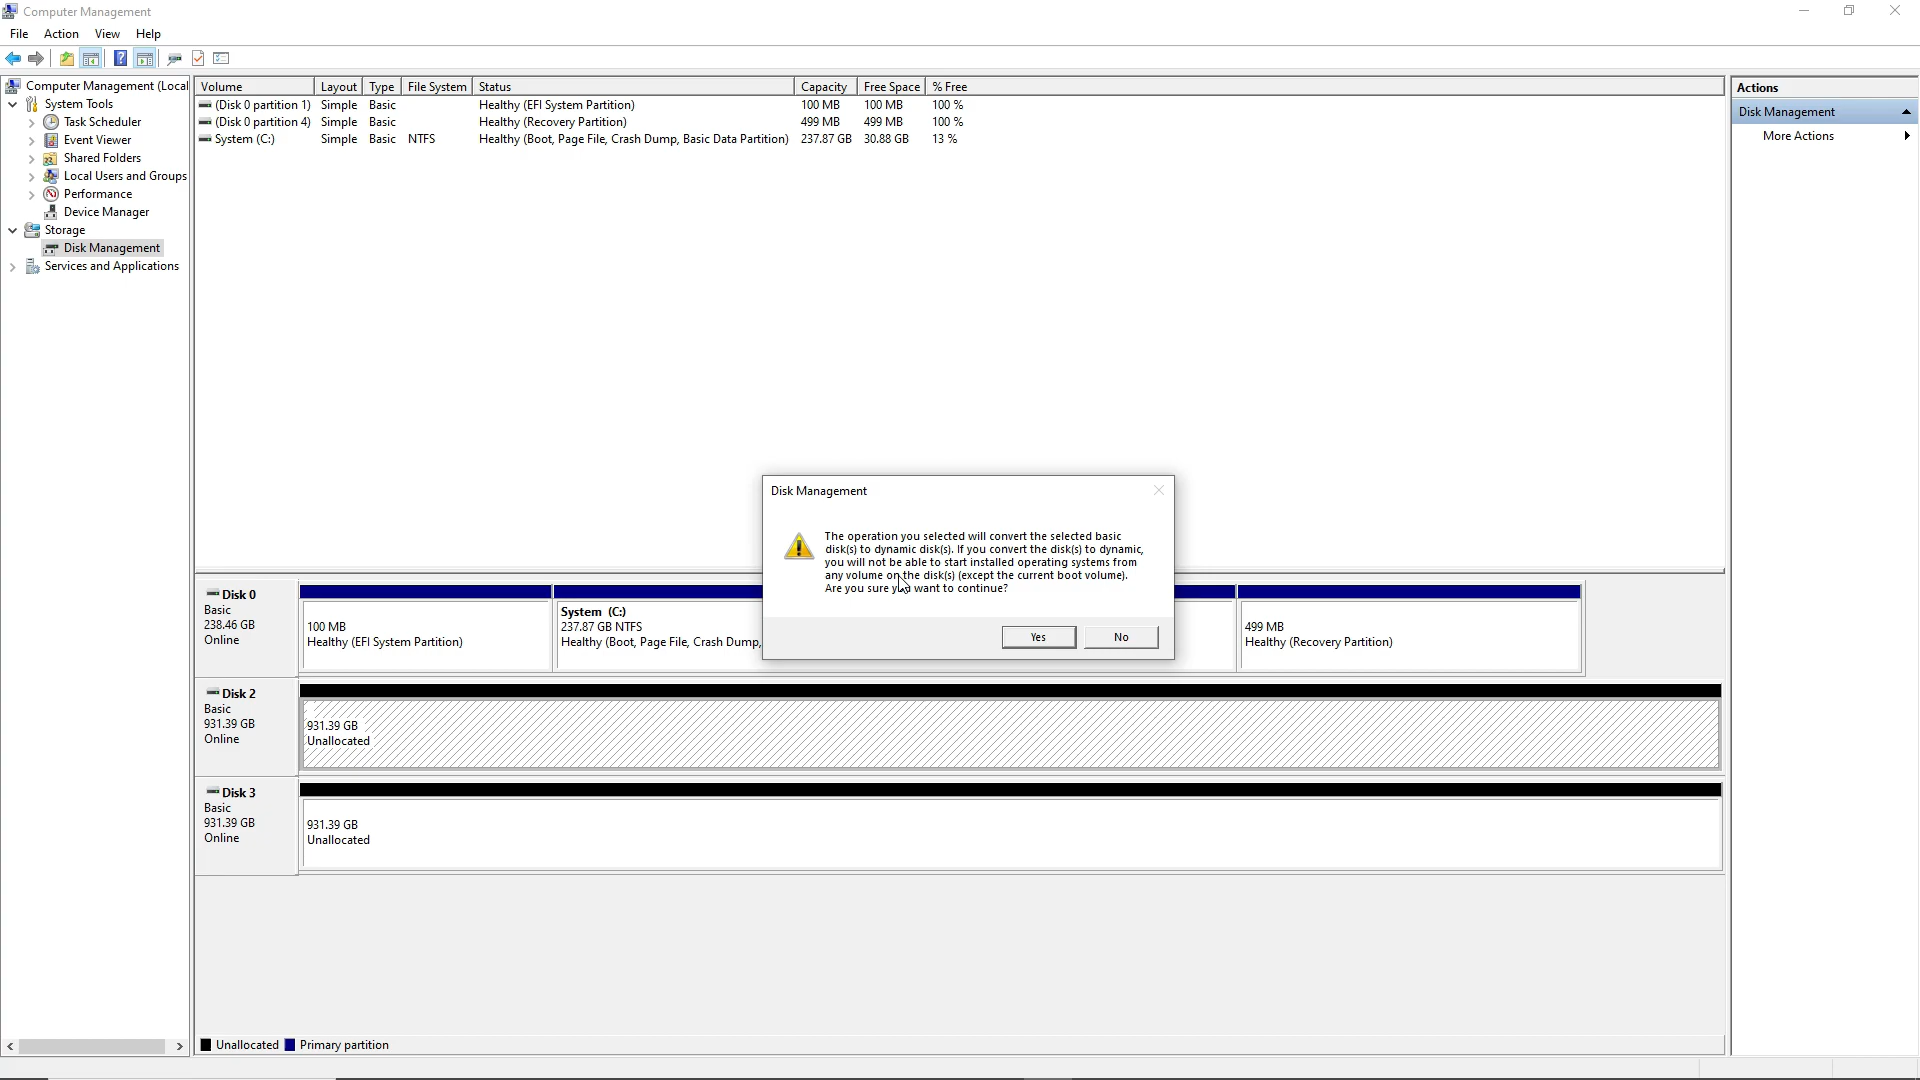 Computer Management
File Action View Help
Computer Management (Local
System Tools
Task Scheduler
Event Viewer
Shared Folders
Local Users and Groups
Performance
Device Manager
Storage
Disk Management
Services and Applications
Volume Layout Type File System Status Capacity Free Space % Free
(Disk 0 partition 1) Simple Basic Healthy (EFI System Partition) 100 MB 100 MB 100 %
(Disk 0 partition 4) Simple Basic Healthy (Recovery Partition) 499 MB 499 MB 100 %
System (C:) Simple Basic NTFS Healthy (Boot, Page File, Crash Dump, Basic Data Partition) 237.87 GB 30.88 GB 13 %
Actions
Disk Management
More Actions
Disk Management
The operation you selected will convert the selected basic
disk(s) to dynamic disk(s). If you convert the disk(s) to dynamic,
you will not be able to start installed operating systems from
any volume on the disk(s) (except the current boot volume).
Are you sure you want to continue?
Yes No
Disk 0
Basic
238.46 GB
Online
100 MB
Healthy (EFI System Partition)
System (C:)
237.87 GB NTFS
Healthy (Boot, Page File, Crash Dump,
499 MB
Healthy (Recovery Partition)
Disk 2
Basic
931.39 GB
Online
931.39 GB
Unallocated
Disk 3
Basic
931.39 GB
Online
931.39 GB
Unallocated
Unallocated Primary partition